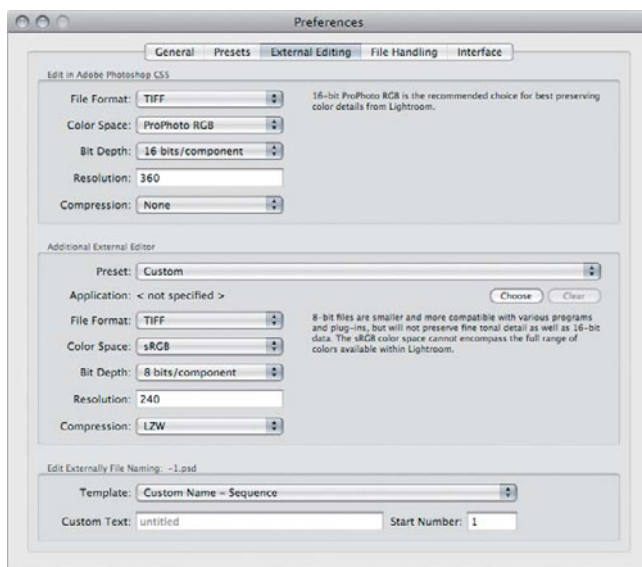 Preferences
General Presets External Editing File Handling Interface
Edit in Adobe Photoshop CS5
File Format: TIFF
16-bit ProPhoto RGB is the recommended choice for best preserving
color details from Lightroom.
Color Space: ProPhoto RGB
Bit Depth: 16 bits/component
Resolution: 360
Compression: None
Additional External Editor
Preset: Custom
Application: < not specified > Choose Clear
File Format: TIFF
8-bit files are smaller and more compatible with various programs
and plug-ins, but will not preserve fine tonal detail as well as 16-bit
data. The sRGB color space cannot encompass the full range of
colors available within Lightroom.
Color Space: sRGB
Bit Depth: 8 bits/component
Resolution: 240
Compression: LZW
Edit Externally File Naming: -1.psd
Template: Custom Name - Sequence
Custom Text: untitled Start Number: 1